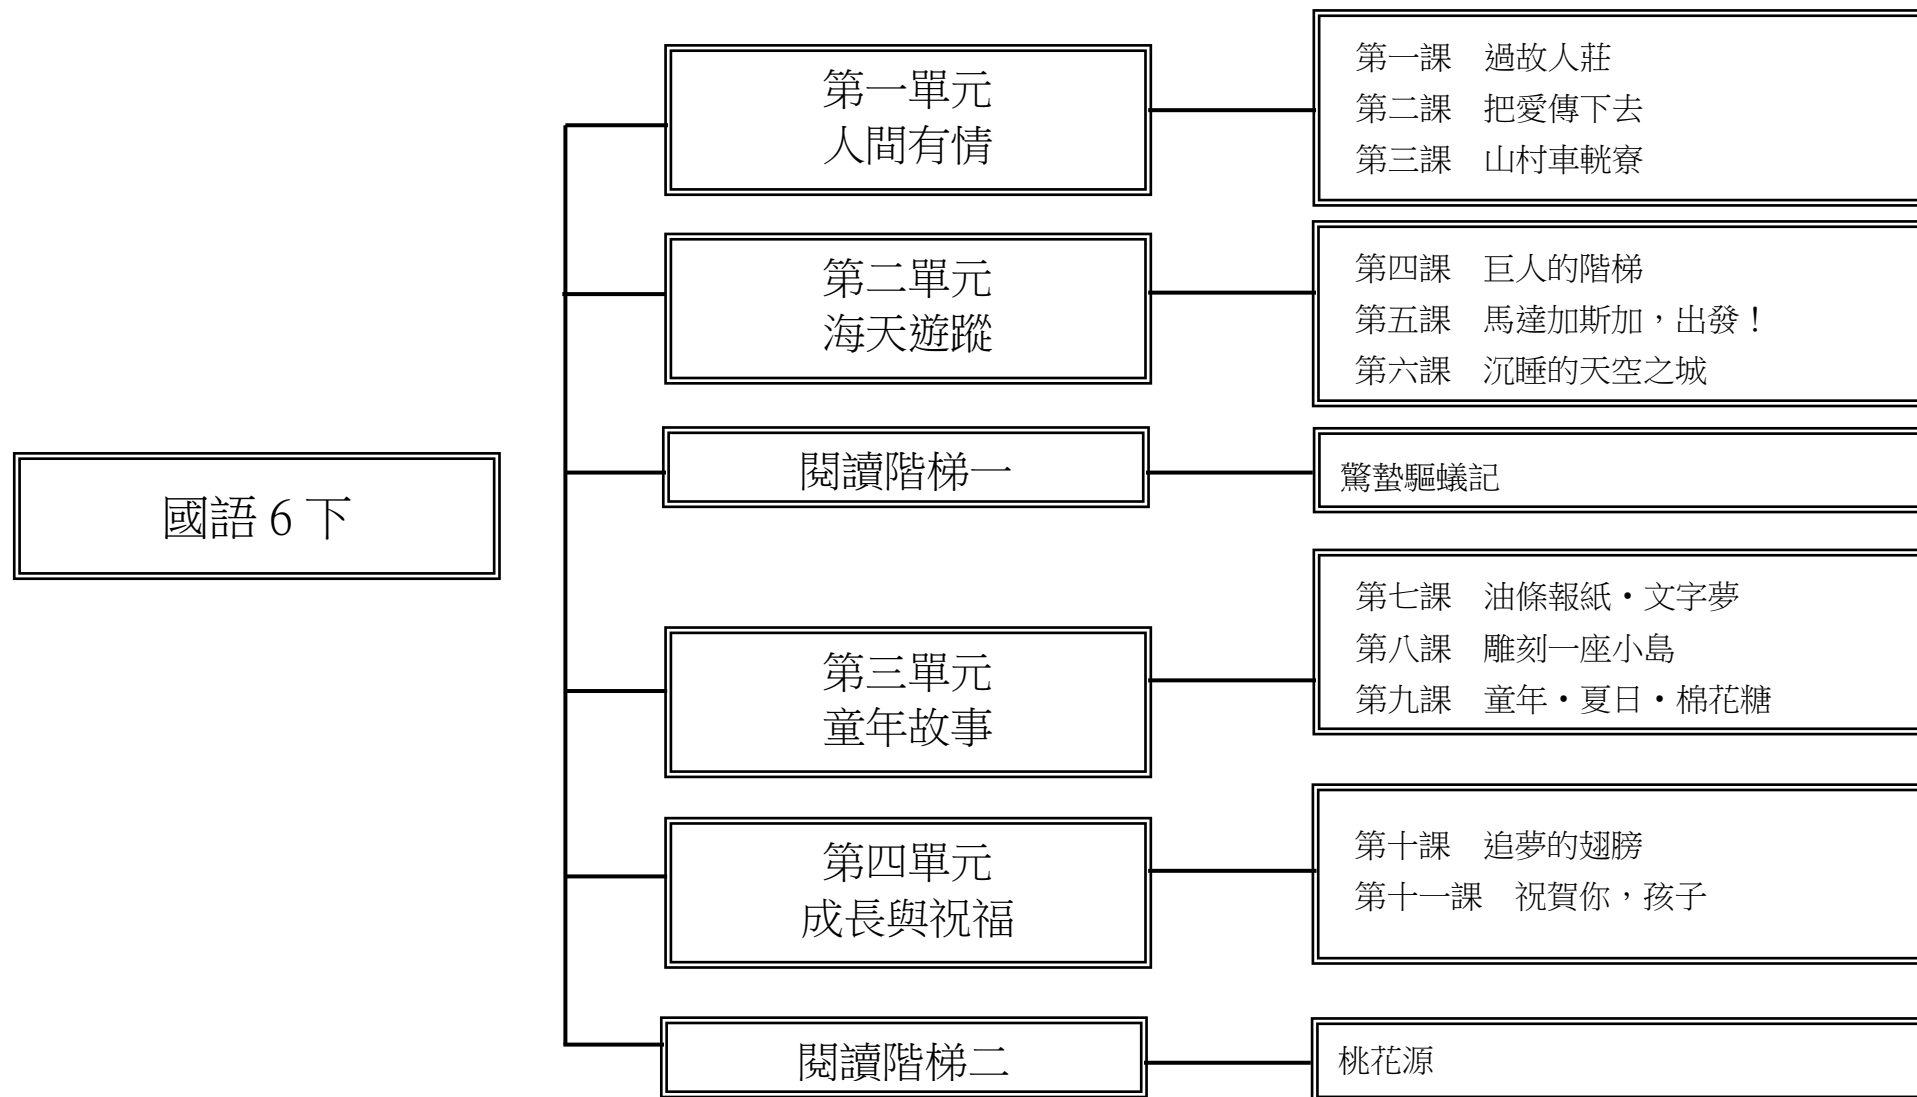 國語 6 下
第一單元
人間有情
第一課　過故人莊
第二課　把愛傳下去
第三課　山村車輄寮
第二單元
海天遊蹤
第四課　巨人的階梯
第五課　馬達加斯加，出發！
第六課　沉睡的天空之城
閱讀階梯一
驚蟄驅蟻記
第三單元
童年故事
第七課　油條報紙・文字夢
第八課　雕刻一座小島
第九課　童年・夏日・棉花糖
第四單元
成長與祝福
第十課　追夢的翅膀
第十一課　祝賀你，孩子
閱讀階梯二
桃花源